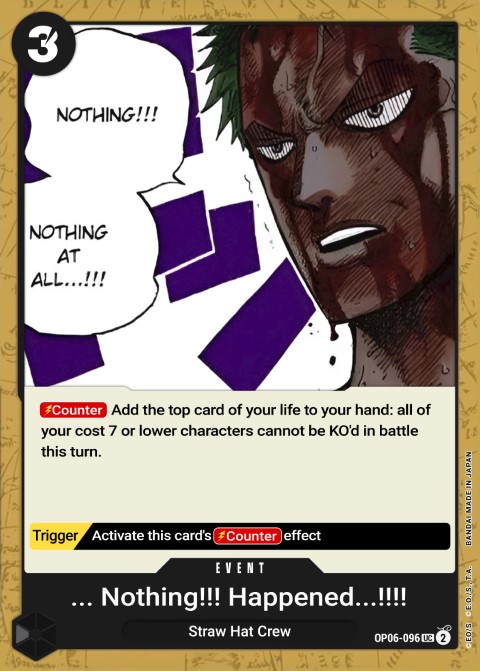 3
NOTHING!!!
NOTHING
AT
ALL...!!!
Counter Add the top card of your life to your hand: all of
your cost 7 or lower characters cannot be KO'd in battle
this turn.
Trigger Activate this card's Counter effect
EVENT
... Nothing!!! Happened...!!!!
Straw Hat Crew
OP06-096 UC 2
©E.O./S. ©E.O./S., T.A. BANDAI MADE IN JAPAN